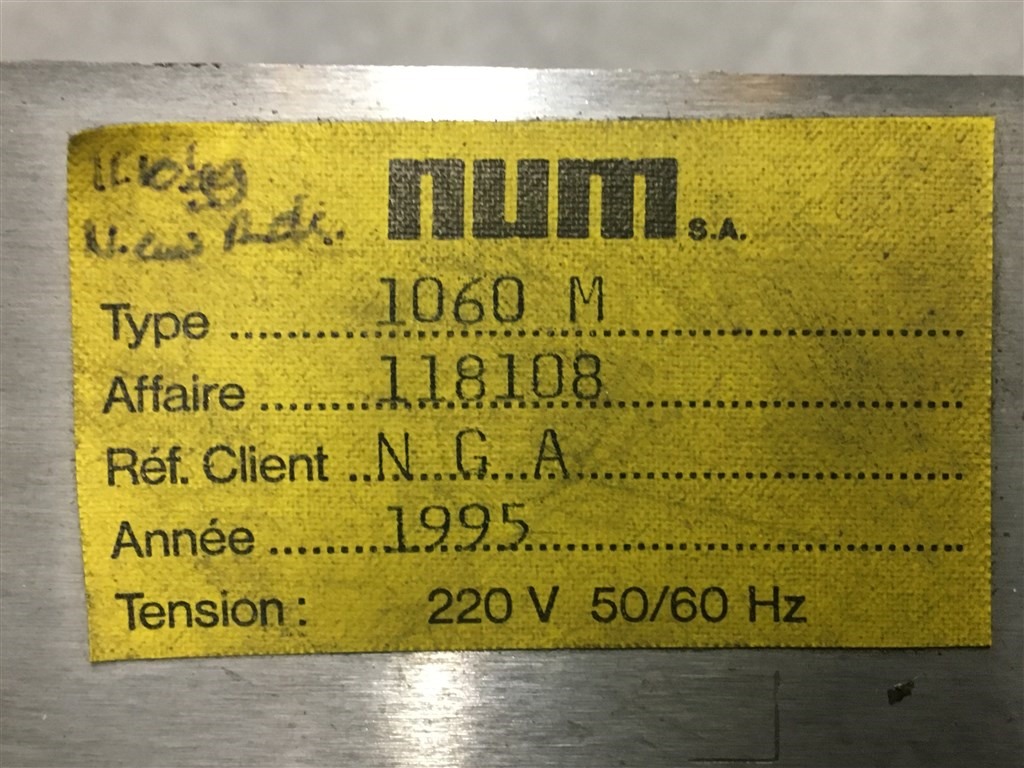 num S.A.
Type ........ 1060 M
Affaire ........ 118108
Réf. Client ..N G A........
Année ........ 1995
Tension : 220 V 50/60 Hz